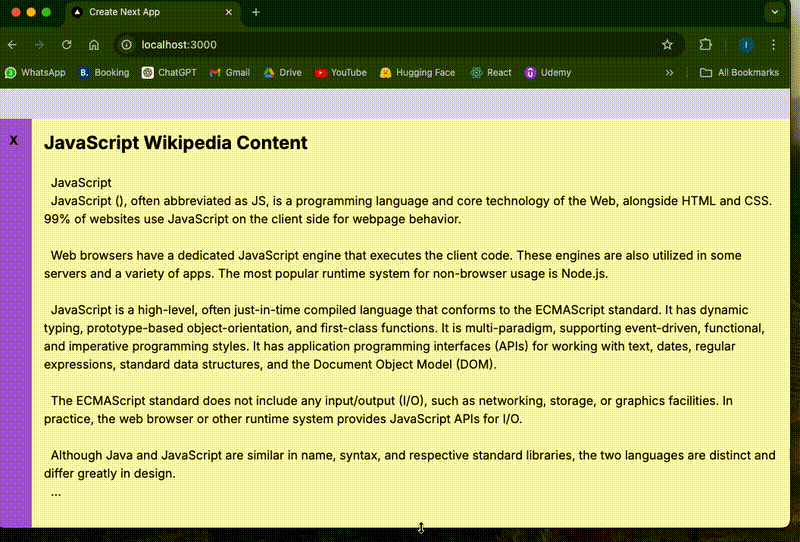 Create Next App
localhost:3000
WhatsApp Booking ChatGPT Gmail Drive YouTube Hugging Face React Udemy » All Bookmarks
X
JavaScript Wikipedia Content
JavaScript
JavaScript (), often abbreviated as JS, is a programming language and core technology of the Web, alongside HTML and CSS.
99% of websites use JavaScript on the client side for webpage behavior.
Web browsers have a dedicated JavaScript engine that executes the client code. These engines are also utilized in some
servers and a variety of apps. The most popular runtime system for non-browser usage is Node.js.
JavaScript is a high-level, often just-in-time compiled language that conforms to the ECMAScript standard. It has dynamic
typing, prototype-based object-orientation, and first-class functions. It is multi-paradigm, supporting event-driven, functional,
and imperative programming styles. It has application programming interfaces (APIs) for working with text, dates, regular
expressions, standard data structures, and the Document Object Model (DOM).
The ECMAScript standard does not include any input/output (I/O), such as networking, storage, or graphics facilities. In
practice, the web browser or other runtime system provides JavaScript APIs for I/O.
Although Java and JavaScript are similar in name, syntax, and respective standard libraries, the two languages are distinct and
differ greatly in design.
...